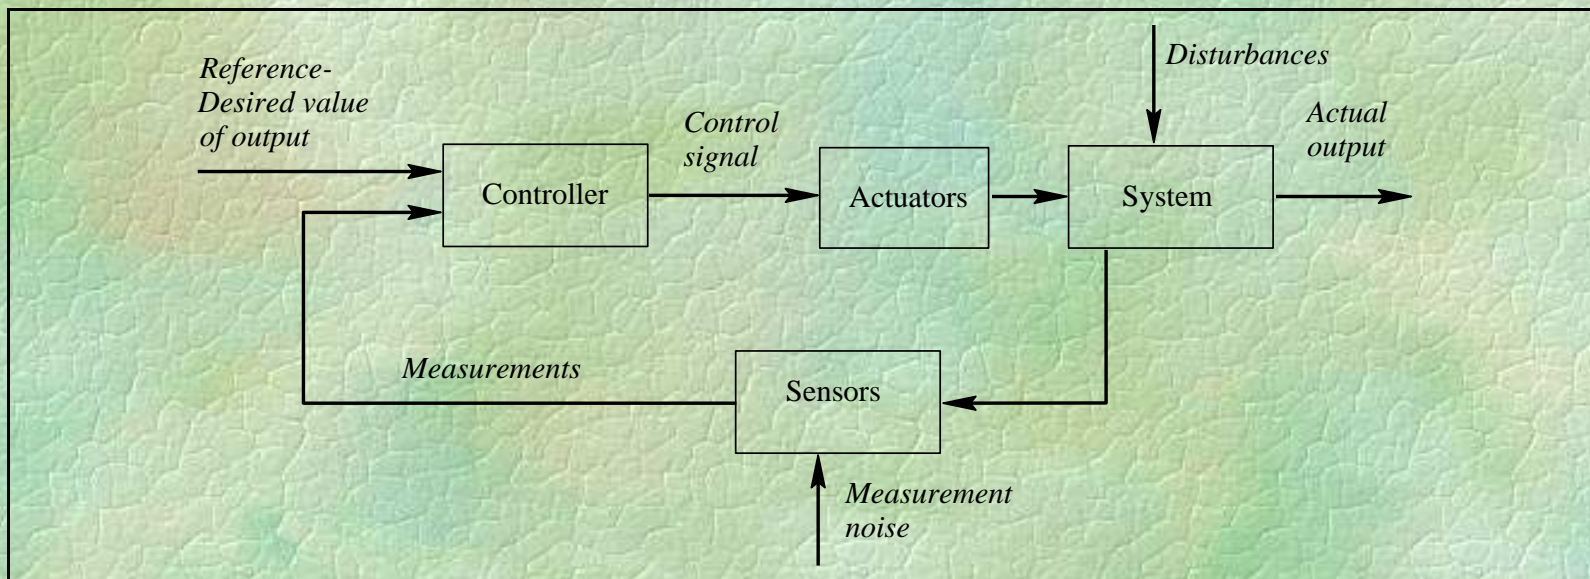 Reference-
Desired value
of output
Controller
Control
signal
Actuators
System
Disturbances
Actual
output
Measurements
Sensors
Measurement
noise